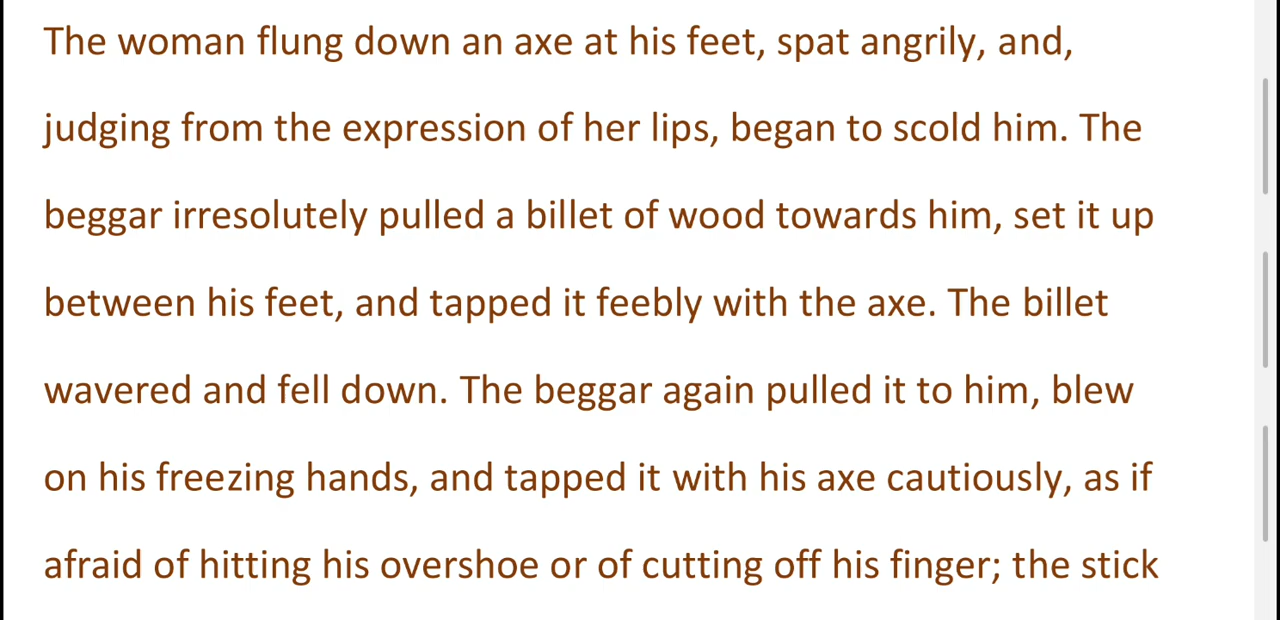 The woman flung down an axe at his feet, spat angrily, and,
judging from the expression of her lips, began to scold him. The
beggar irresolutely pulled a billet of wood towards him, set it up
between his feet, and tapped it feebly with the axe. The billet
wavered and fell down. The beggar again pulled it to him, blew
on his freezing hands, and tapped it with his axe cautiously, as if
afraid of hitting his overshoe or of cutting off his finger; the stick